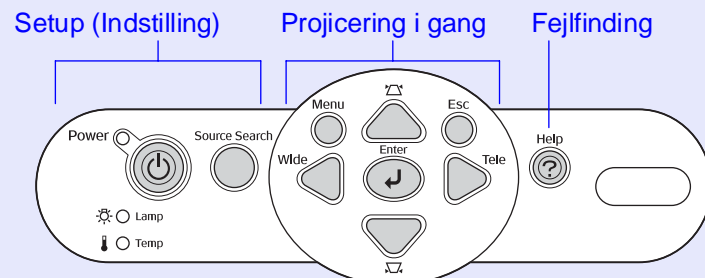 Setup (Indstilling) Projicering i gang Fejlfinding
Menu Esc
Power Source Search Wide Enter Tele Help
?
Lamp
Temp